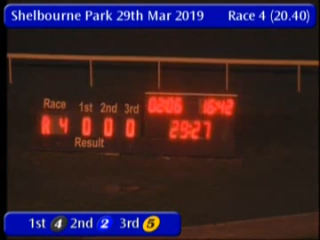 Shelbourne Park 29th Mar 2019 Race 4 (20.40)
Race 1st 2nd 3rd
R 4 0 0 0
Result
02:06 16:42
29:27
1st 4 2nd 2 3rd 5